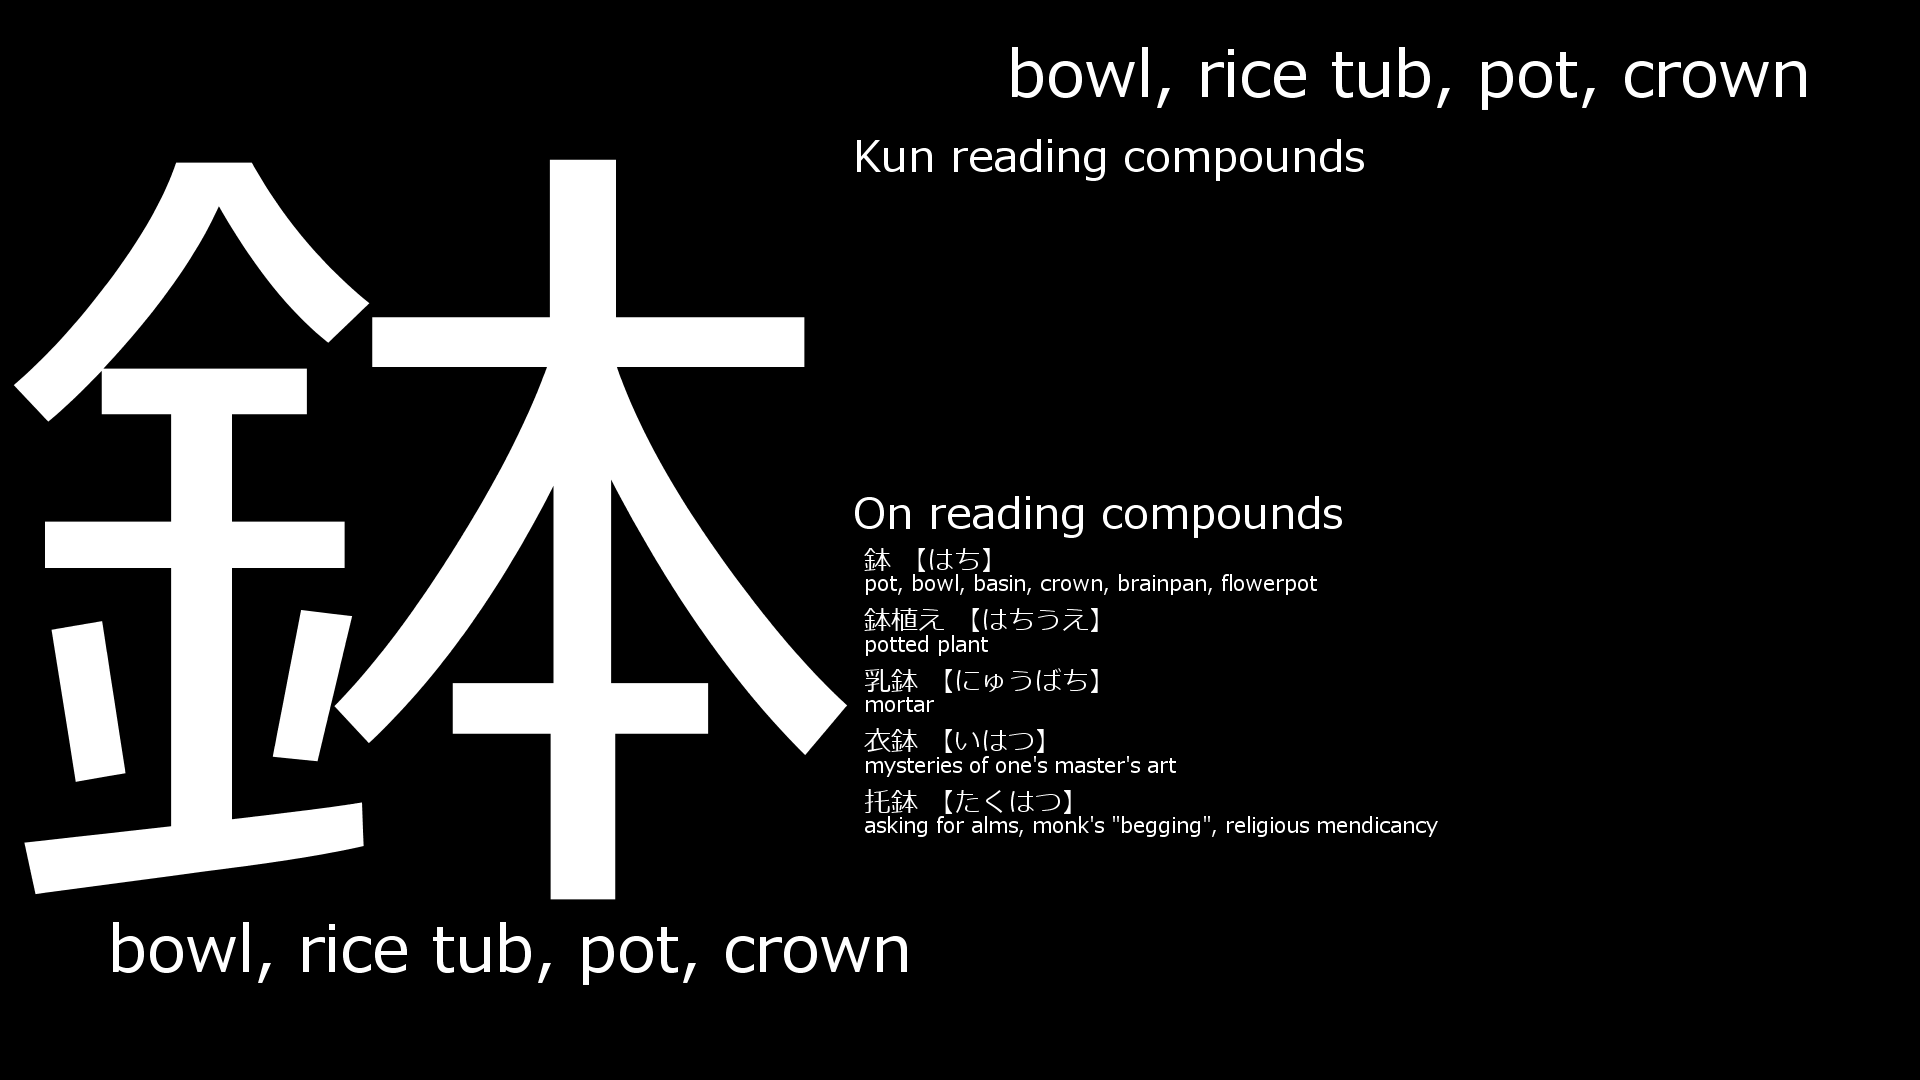 鉢
bowl, rice tub, pot, crown
bowl, rice tub, pot, crown
Kun reading compounds
On reading compounds
鉢 【はち】
pot, bowl, basin, crown, brainpan, flowerpot
鉢植え 【はちうえ】
potted plant
乳鉢 【にゅうばち】
mortar
衣鉢 【いはつ】
mysteries of one's master's art
托鉢 【たくはつ】
asking for alms, monk's "begging", religious mendicancy